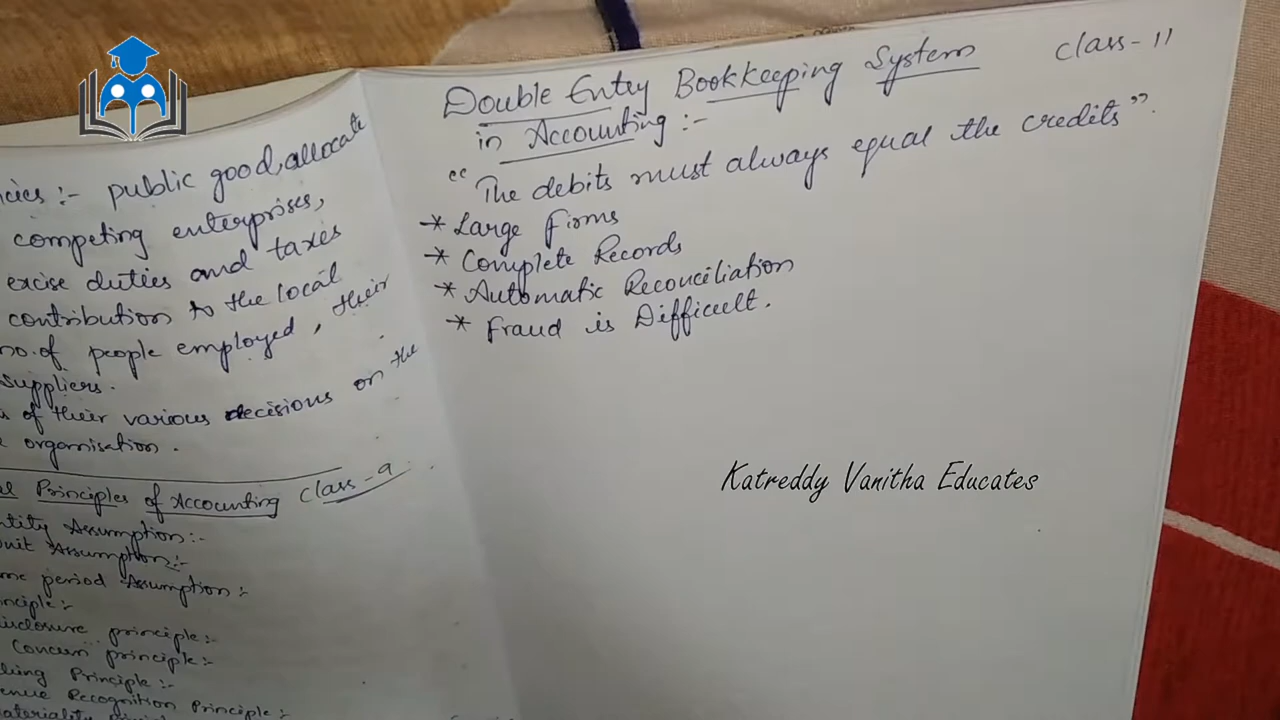 Double Entry Bookkeeping System Class-11
in Accounting :-
"The debits must always equal the credits".
* Large Firms
* Complete Records
* Automatic Reconciliation
* Fraud is Difficult.
:- public good, allocate
competing enterprises,
excise duties and taxes
contribution to the local
no. of people employed, their
suppliers.
of their various decisions on the
organisation.
Principles of Accounting Class-9
Assumption:-
Assumption:-
period Assumption:-
principle:-
Concern principle:-
Principle:-
Recognition Principle:-
Katreddy Vanitha Educates